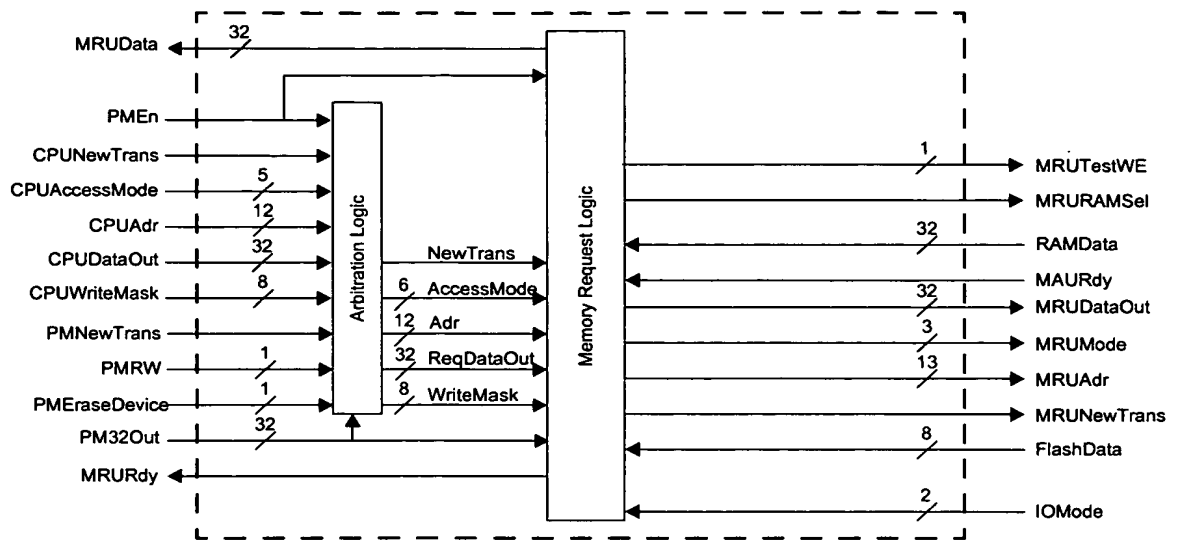 32
MRUData
PMEn
CPUNewTrans
1
MRUTestWE
5
CPUAccessMode
MRURAMSel
12
CPUAdr
32
RAMData
32
CPUDataOut
NewTrans
MAURdy
8
CPUWriteMask
6 AccessMode
32
MRUDataOut
PMNewTrans
12 Adr
3
MRUMode
1
PMRW
32 ReqDataOut
13
MRUAdr
1
PMEraseDevice
8 WriteMask
MRUNewTrans
32
PM32Out
8
FlashData
MRURdy
2
IOMode
Arbitration Logic
Memory Request Logic